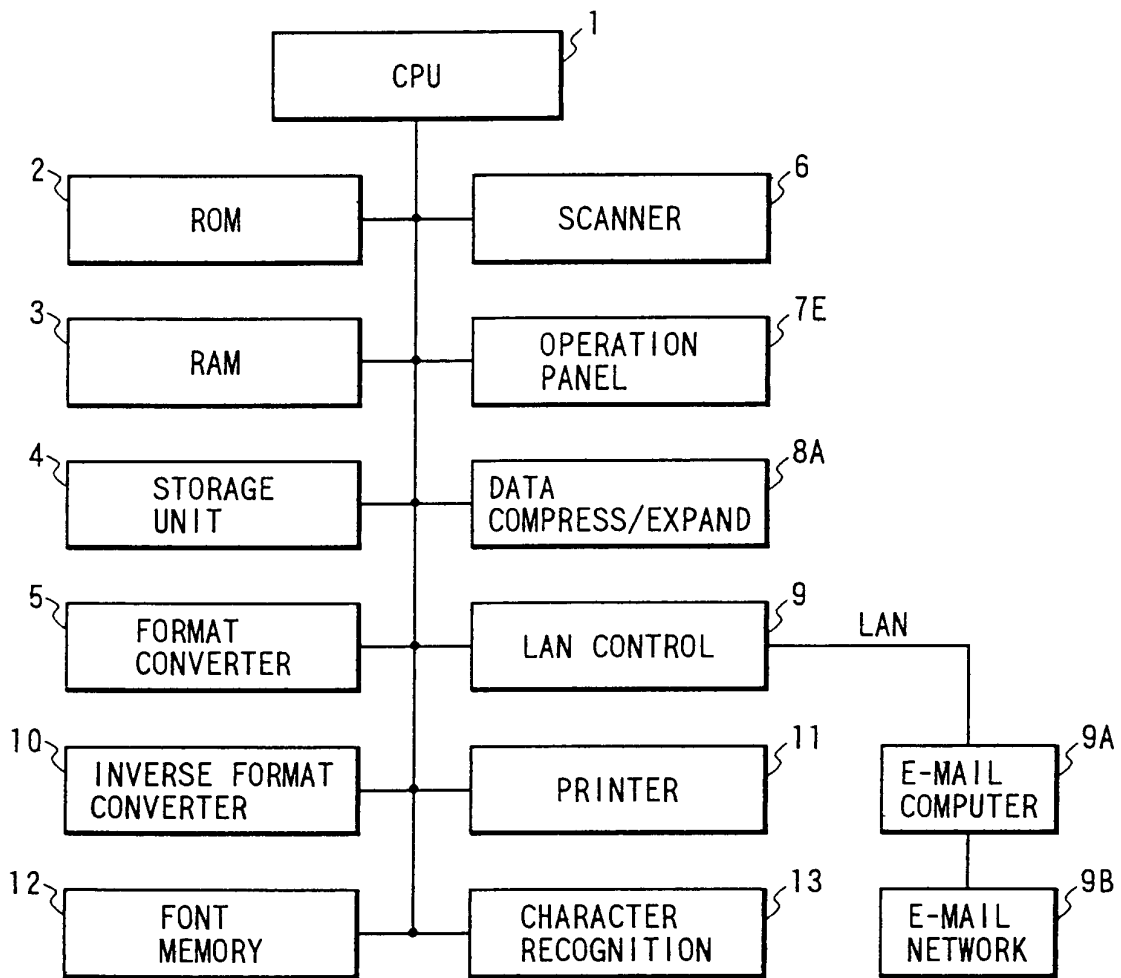 1
CPU
2
ROM
6
SCANNER
3
RAM
7E
OPERATION
PANEL
4
STORAGE
UNIT
8A
DATA
COMPRESS/EXPAND
5
FORMAT
CONVERTER
9
LAN CONTROL
LAN
10
INVERSE FORMAT
CONVERTER
11
PRINTER
9A
E-MAIL
COMPUTER
12
FONT
MEMORY
13
CHARACTER
RECOGNITION
9B
E-MAIL
NETWORK